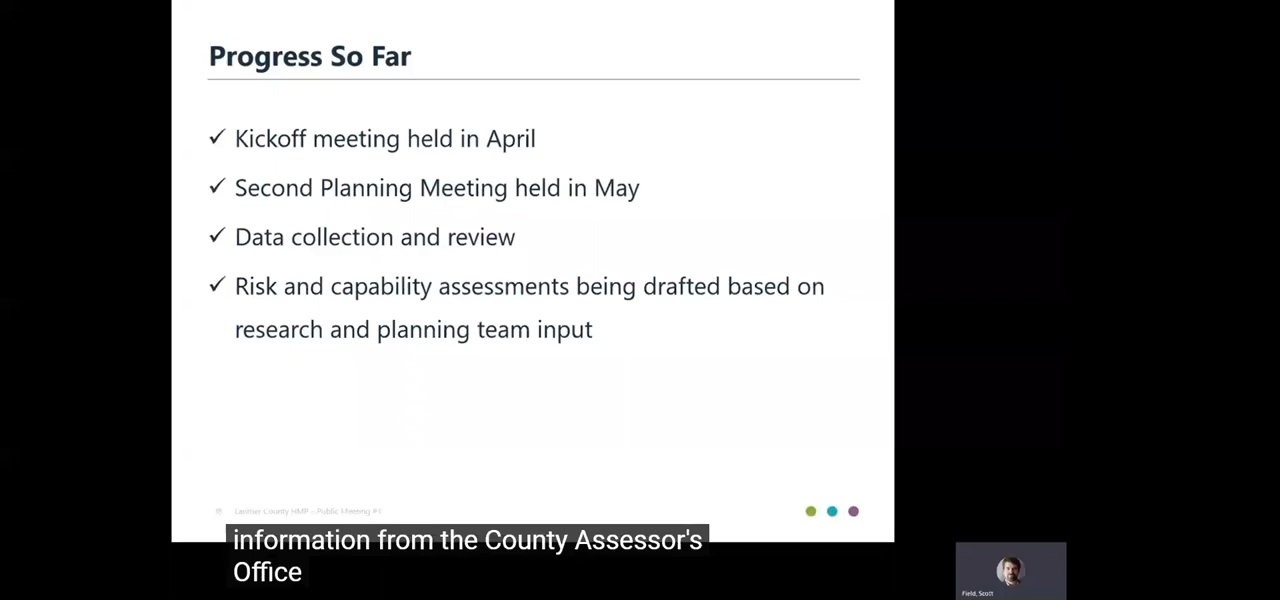 Progress So Far
✓ Kickoff meeting held in April
✓ Second Planning Meeting held in May
✓ Data collection and review
✓ Risk and capability assessments being drafted based on
research and planning team input
Larimer County HMP – Public Meeting #1
information from the County Assessor's
Office
Field, Scott